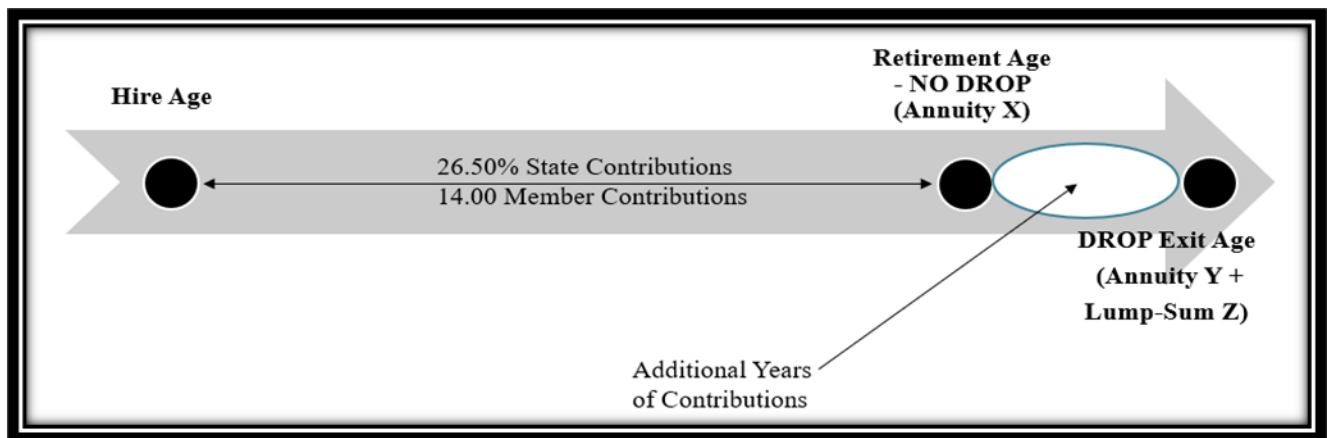 Hire Age
Retirement Age
- NO DROP
(Annuity X)
26.50% State Contributions
14.00 Member Contributions
DROP Exit Age
(Annuity Y +
Lump-Sum Z)
Additional Years
of Contributions